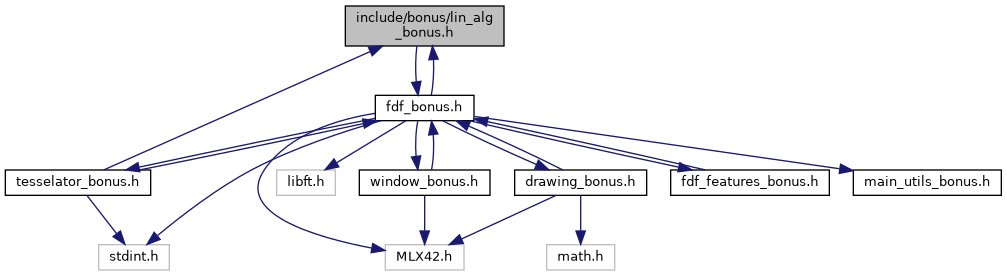 include/bonus/lin_alg
_bonus.h
fdf_bonus.h
tesselator_bonus.h
libft.h
window_bonus.h
drawing_bonus.h
fdf_features_bonus.h
main_utils_bonus.h
stdint.h
MLX42.h
math.h